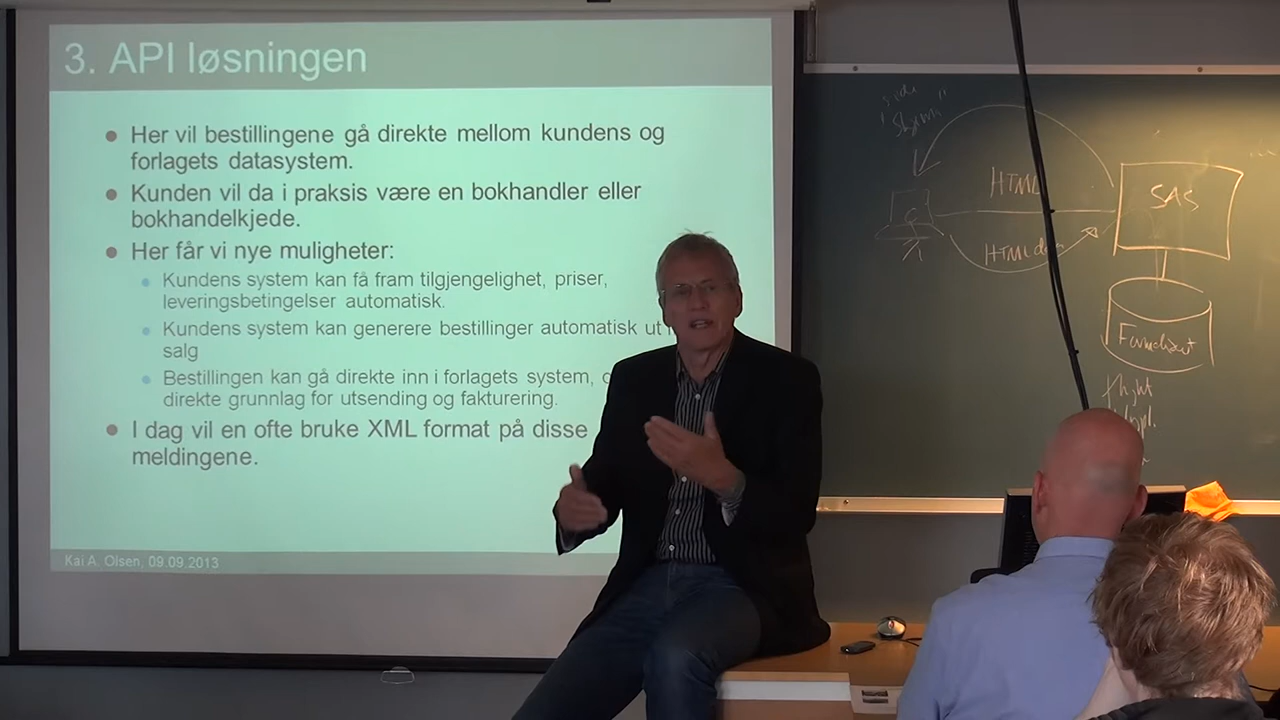 3. API løsningen
Her vil bestillingene gå direkte mellom kundens og
forlagets datasystem.
Kunden vil da i praksis være en bokhandler eller
bokhandelkjede.
Her får vi nye muligheter:
Kundens system kan få fram tilgjengelighet, priser,
leveringsbetingelser automatisk.
Kundens system kan generere bestillinger automatisk ut
salg
Bestillingen kan gå direkte inn i forlagets system,
direkte grunnlag for utsending og fakturering.
I dag vil en ofte bruke XML format på disse
meldingene.
Kai A. Olsen, 09.09.2013
HTML
SAS
C
HTML
flight